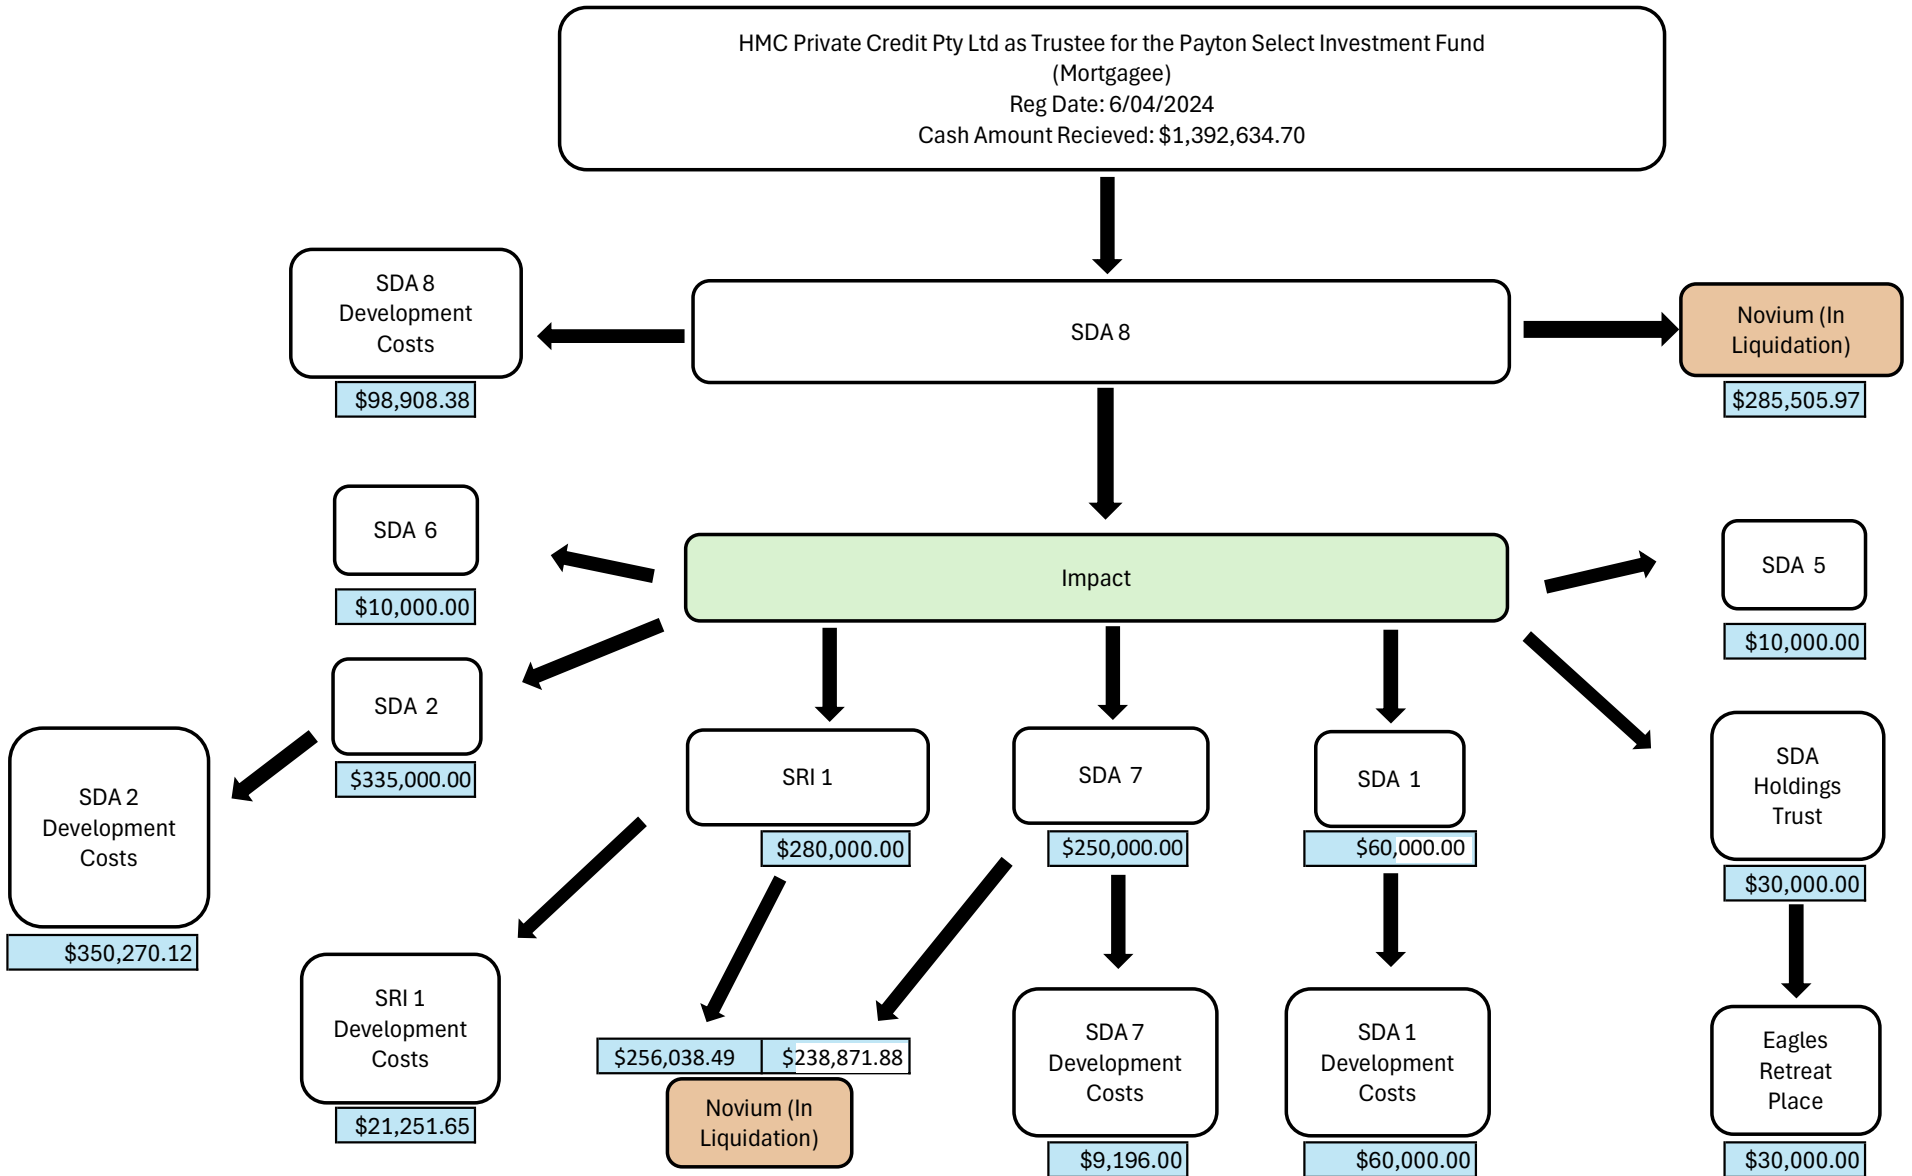 HMC Private Credit Pty Ltd as Trustee for the Payton Select Investment Fund
(Mortgagee)
Reg Date: 6/04/2024
Cash Amount Recieved: $1,392,634.70
SDA 8
Development
Costs
$98,908.38
SDA 8
Novium (In
Liquidation)
$285,505.97
SDA 6
$10,000.00
Impact
SDA 5
$10,000.00
SDA 2
$335,000.00
SDA 2
Development
Costs
$350,270.12
SRI 1
$280,000.00
SDA 7
$250,000.00
SDA 1
$60,000.00
SDA
Holdings
Trust
$30,000.00
SRI 1
Development
Costs
$21,251.65
$256,038.49
$238,871.88
Novium (In
Liquidation)
SDA 7
Development
Costs
$9,196.00
SDA 1
Development
Costs
$60,000.00
Eagles
Retreat
Place
$30,000.00